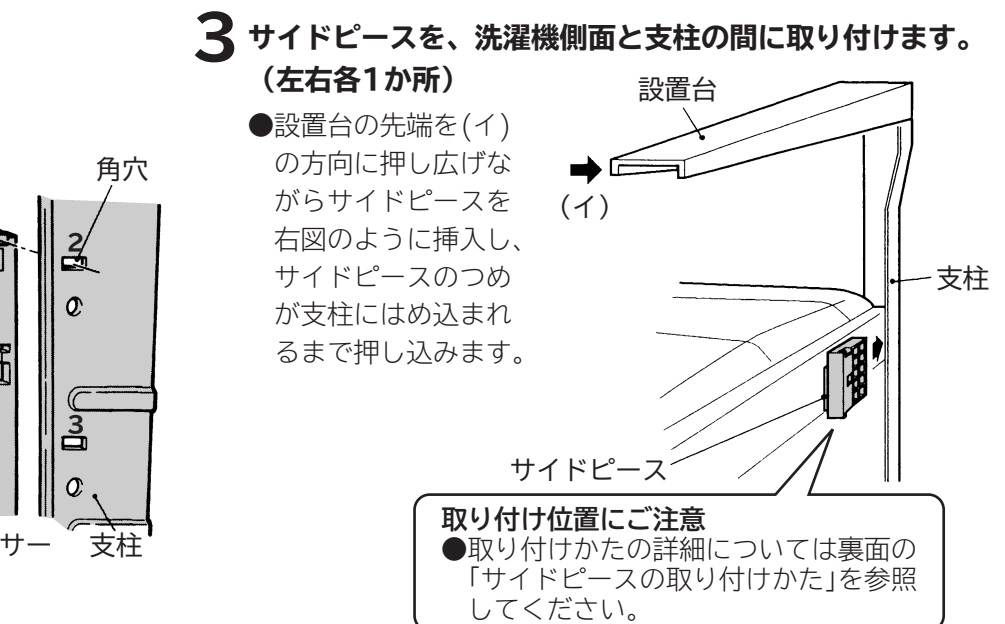 3 サイドピースを、洗濯機側面と支柱の間に取り付けます。
（左右各1か所）
●設置台の先端を(イ)
の方向に押し広げな
がらサイドピースを
右図のように挿入し、
サイドピースのつめ
が支柱にはめ込まれ
るまで押し込みます。
設置台
(イ)
支柱
サイドピース
取り付け位置にご注意
●取り付けかたの詳細については裏面の
「サイドピースの取り付けかた」を参照
してください。
角穴
2
3
サー
支柱